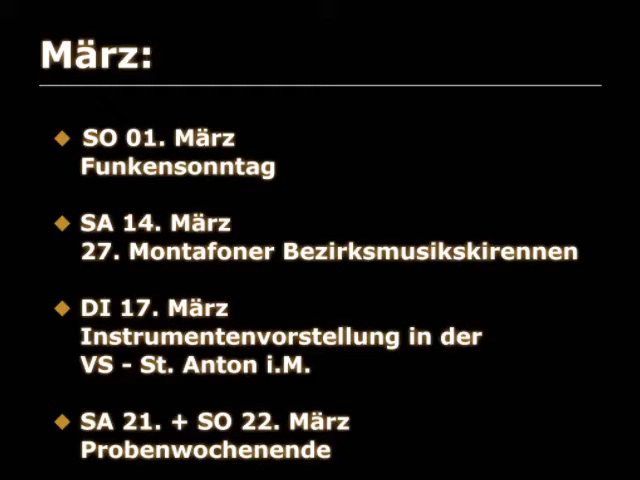 März:
SO 01. März
Funkensonntag
SA 14. März
27. Montafoner Bezirksmusikskirennen
DI 17. März
Instrumentenvorstellung in der
VS - St. Anton i.M.
SA 21. + SO 22. März
Probenwochenende